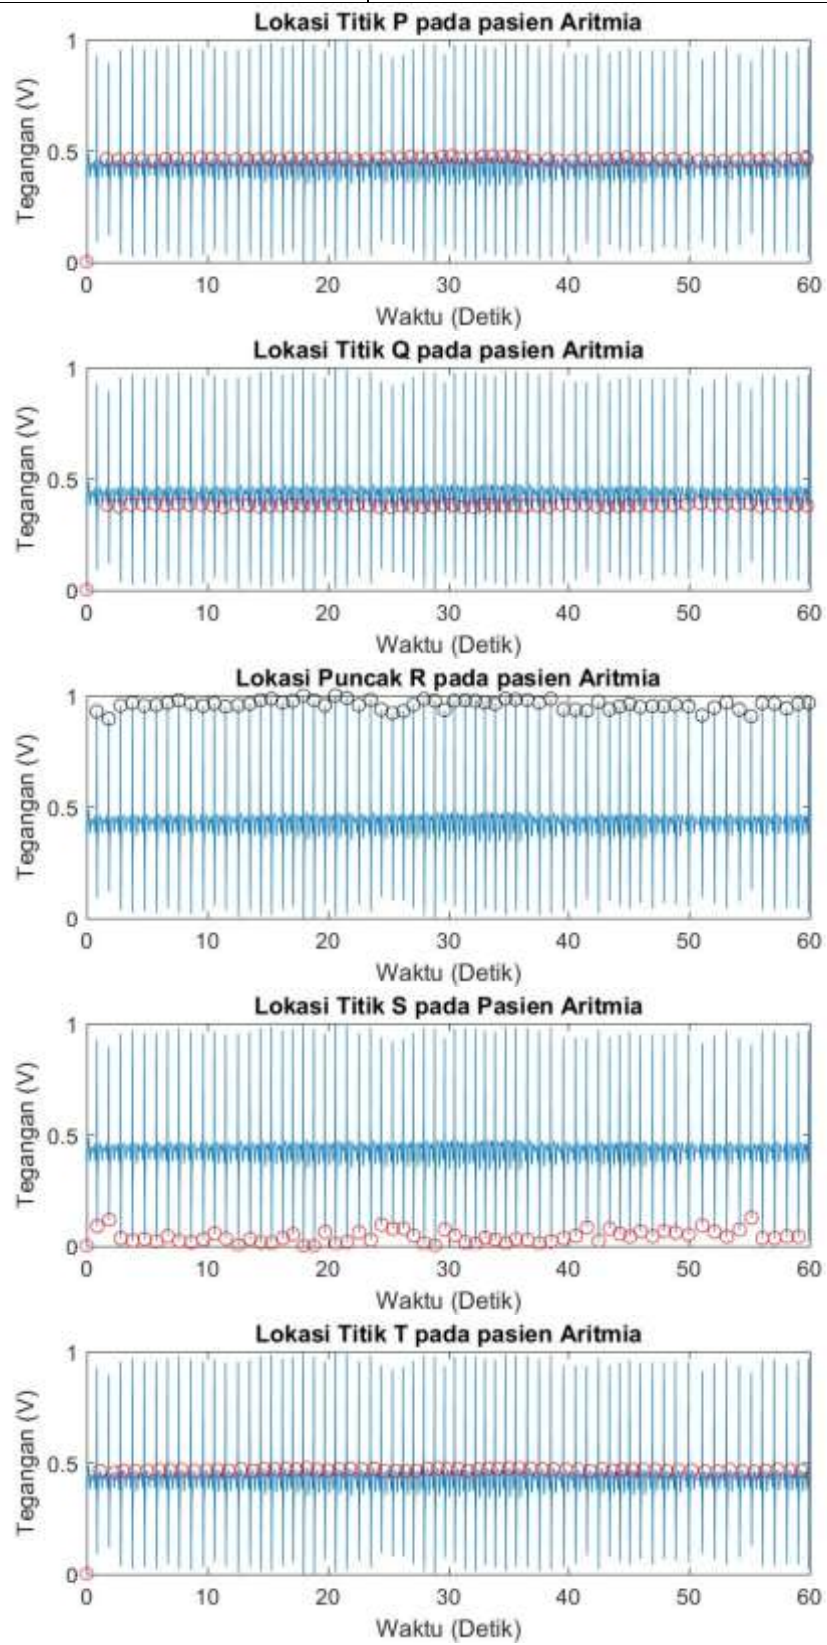 Lokasi Titik P pada pasien Aritmia
1
0.5
0
Tegangan (V)
0 10 20 30 40 50 60
Waktu (Detik)
Lokasi Titik Q pada pasien Aritmia
1
0.5
0
Tegangan (V)
0 10 20 30 40 50 60
Waktu (Detik)
Lokasi Puncak R pada pasien Aritmia
1
0.5
0
Tegangan (V)
0 10 20 30 40 50 60
Waktu (Detik)
Lokasi Titik S pada Pasien Aritmia
1
0.5
0
Tegangan (V)
0 10 20 30 40 50 60
Waktu (Detik)
Lokasi Titik T pada pasien Aritmia
1
0.5
0
Tegangan (V)
0 10 20 30 40 50 60
Waktu (Detik)